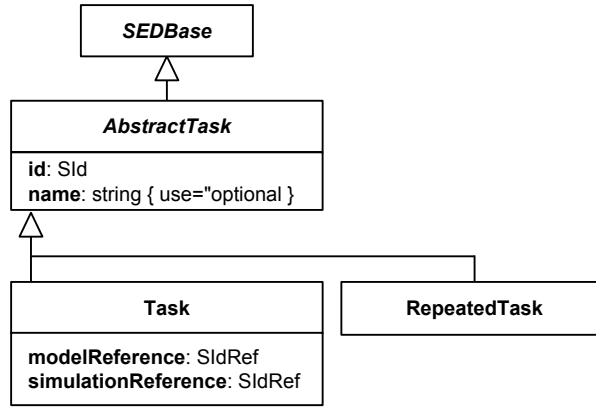 SEDBase
AbstractTask
id: SId
name: string { use="optional }
Task
RepeatedTask
modelReference: SIdRef
simulationReference: SIdRef